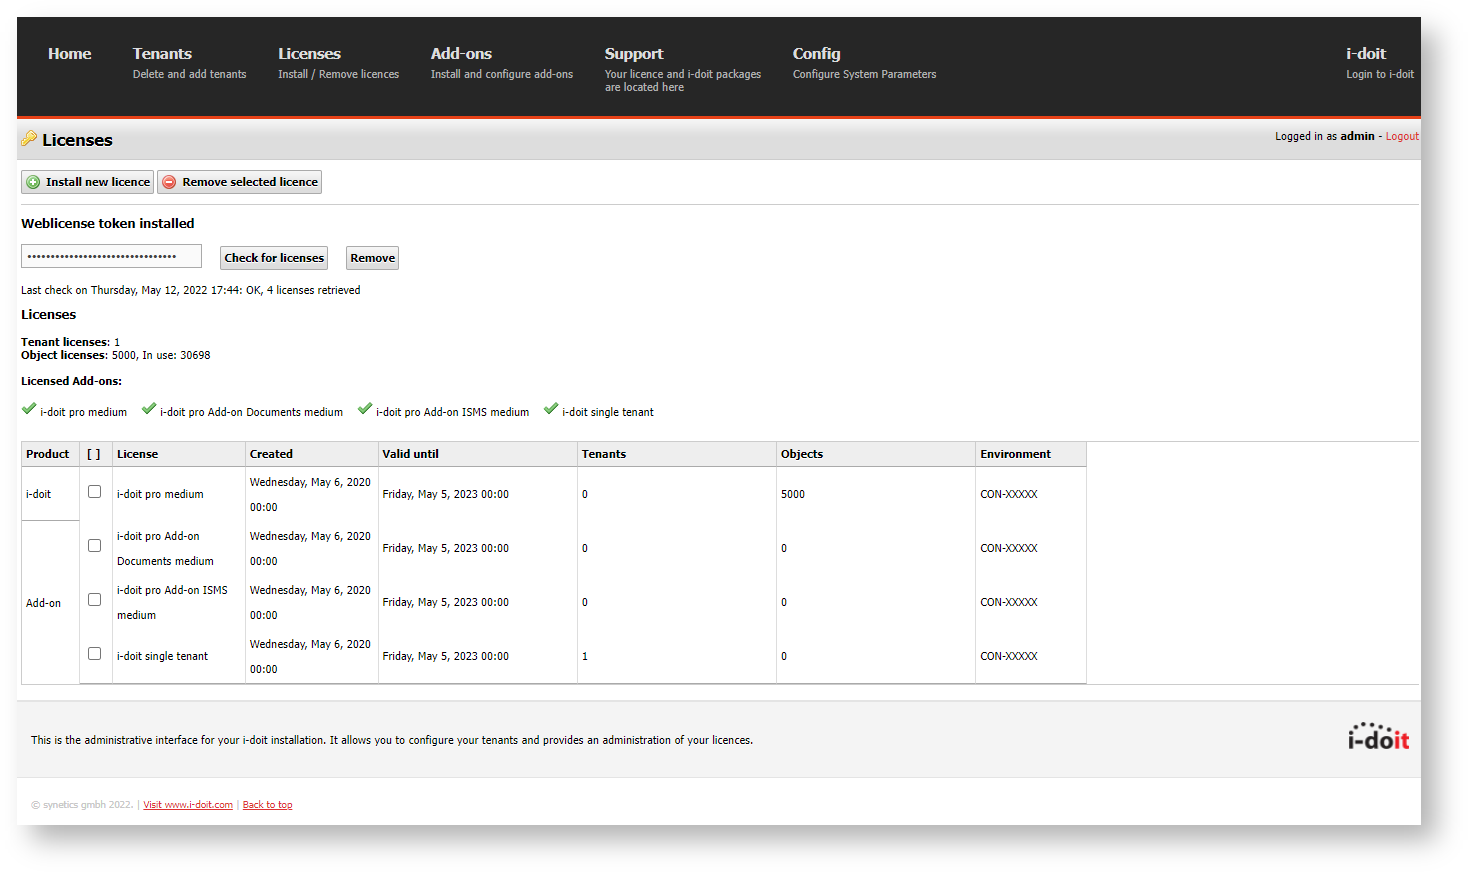 Home
Tenants
Delete and add tenants
Licenses
Install / Remove licences
Add-ons
Install and configure add-ons
Support
Your licence and i-doit packages
are located here
Config
Configure System Parameters
i-doit
Login to i-doit
Licenses
Logged in as admin - Logout
Install new licence
Remove selected licence
Weblicense token installed
••••••••••••••••••••••••••••••••
Check for licenses
Remove
Last check on Thursday, May 12, 2022 17:44: OK, 4 licenses retrieved
Licenses
Tenant licenses: 1
Object licenses: 5000, In use: 30698
Licensed Add-ons:
i-doit pro medium i-doit pro Add-on Documents medium i-doit pro Add-on ISMS medium i-doit single tenant
Product [ ] License Created Valid until Tenants Objects Environment
i-doit
i-doit pro medium
Wednesday, May 6, 2020
00:00
Friday, May 5, 2023 00:00
0
5000
CON-XXXXX
Add-on
i-doit pro Add-on
Documents medium
Wednesday, May 6, 2020
00:00
Friday, May 5, 2023 00:00
0
0
CON-XXXXX
i-doit pro Add-on ISMS
medium
Wednesday, May 6, 2020
00:00
Friday, May 5, 2023 00:00
0
0
CON-XXXXX
i-doit single tenant
Wednesday, May 6, 2020
00:00
Friday, May 5, 2023 00:00
1
0
CON-XXXXX
This is the administrative interface for your i-doit installation. It allows you to configure your tenants and provides an administration of your licences.
i-doit
© synetics gmbh 2022. | Visit www.i-doit.com | Back to top